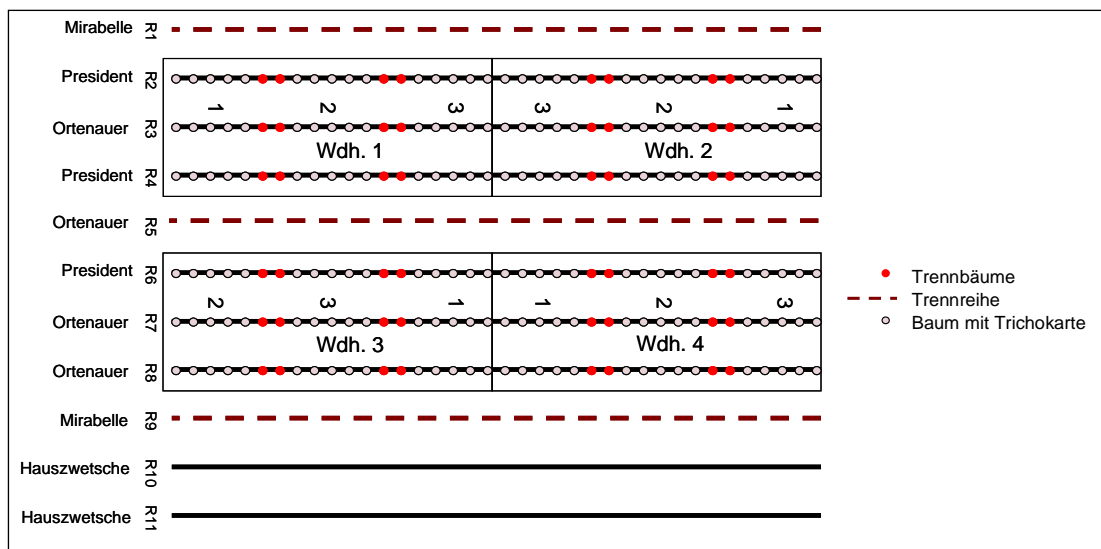 Mirabelle R1
President R2
1 2 3 3 2 1
Ortenauer R3
Wdh. 1 Wdh. 2
President R4
Ortenauer R5
President R6
2 3 1 1 2 3
Ortenauer R7
Wdh. 3 Wdh. 4
Ortenauer R8
Mirabelle R9
Hauszwetsche R10
Hauszwetsche R11
Trennbäume
Trennreihe
Baum mit Trichokarte